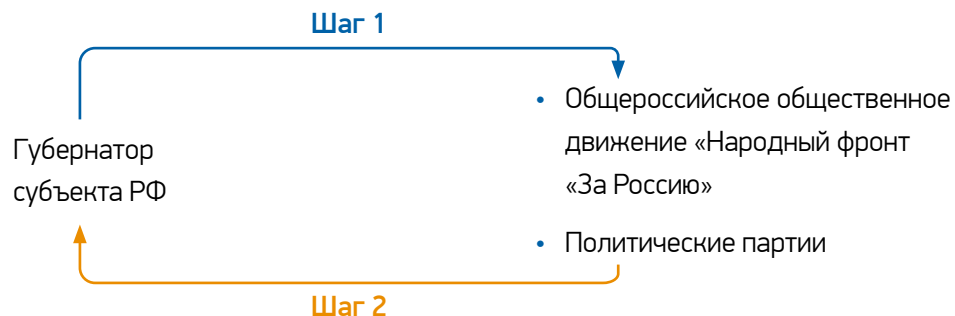 Шаг 1
Губернатор
субъекта РФ
• Общероссийское общественное
движение «Народный фронт
«За Россию»
• Политические партии
Шаг 2